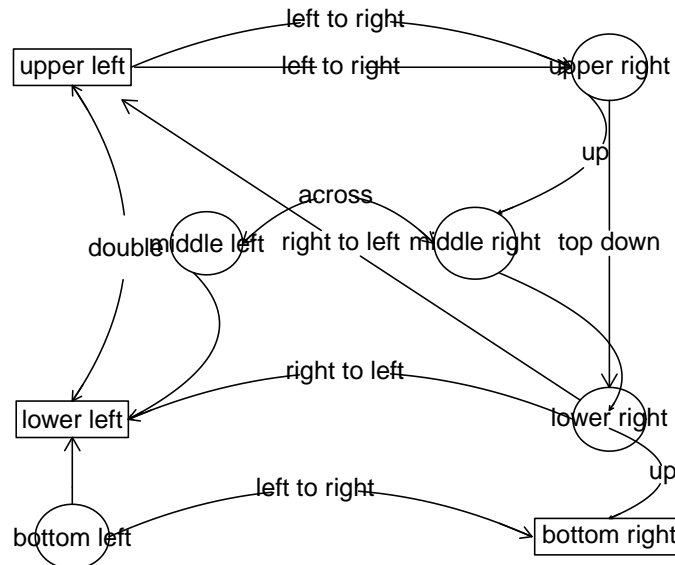 left to right
upper left
left to right
upper right
up
across
double
middle left
right to left
middle right
top down
right to left
lower left
lower right
up
left to right
bottom left
bottom right